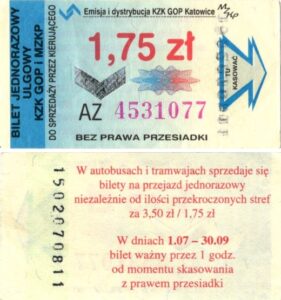 Emisja i dystrybucja KZK GOP Katowice
BILET JEDNORAZOWY
ULGOWY
KZK GOP i MZKP
DO SPRZEDAŻY PRZEZ KIERUJĄCEGO
1,75 zł
AZ 4531077
BEZ PRAWA PRZESIADKI
TU
KASOWAĆ
1502070811
W autobusach i tramwajach sprzedaje się
bilety na przejazd jednorazowy
niezależnie od ilości przekroczonych stref
za 3,50 zł / 1,75 zł
W dniach 1.07 – 30.09
bilet ważny przez 1 godz.
od momentu skasowania
z prawem przesiadki